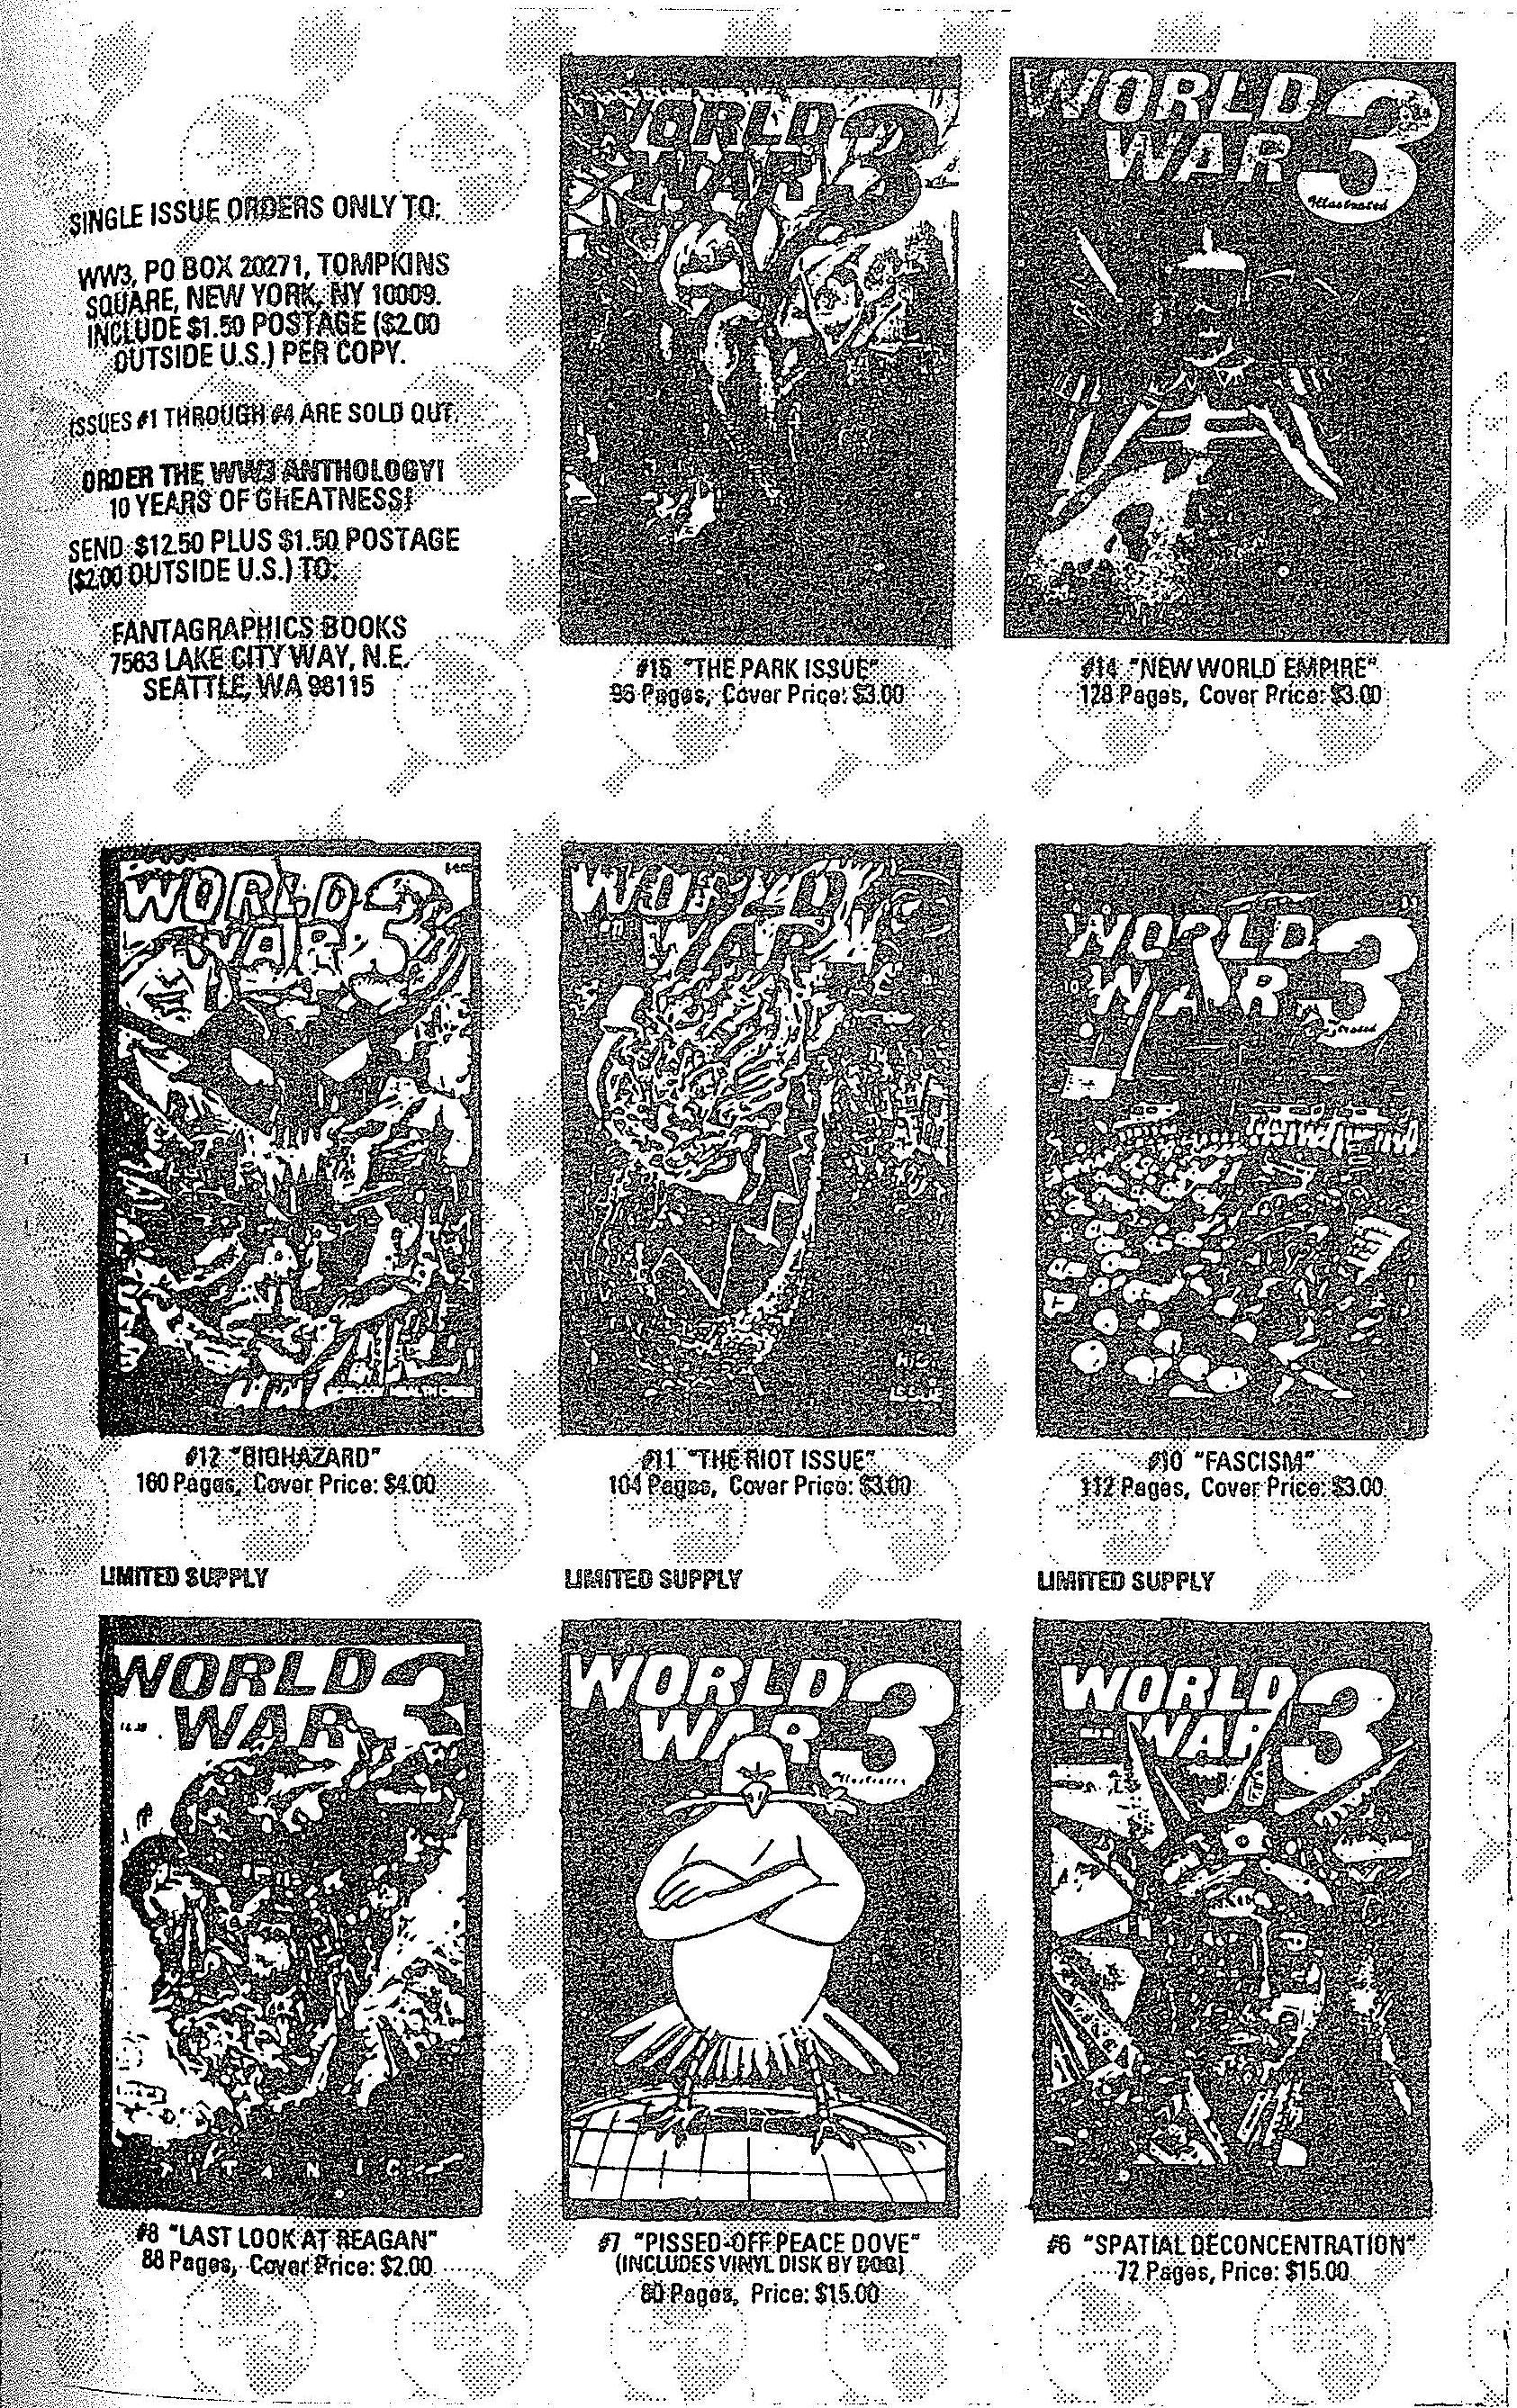 SINGLE ISSUE ORDERS ONLY TO:
WW3, PO BOX 20271, TOMPKINS
SQUARE, NEW YORK, NY 10009.
INCLUDE $1.50 POSTAGE ($2.00
OUTSIDE U.S.) PER COPY.
ISSUES #1 THROUGH #4 ARE SOLD OUT.
ORDER THE WW3 ANTHOLOGY!
10 YEARS OF GREATNESS!
SEND $12.50 PLUS $1.50 POSTAGE
($2.00 OUTSIDE U.S.) TO:
FANTAGRAPHICS BOOKS
7563 LAKE CITY WAY, N.E.
SEATTLE, WA 98115
WORLD
WAR 3
#15 "THE PARK ISSUE"
96 Pages, Cover Price: $3.00
WORLD
WAR 3
Illustrated
#14 "NEW WORLD EMPIRE"
128 Pages, Cover Price: $3.00
WORLD
WAR 3
#12 "BIOHAZARD"
160 Pages, Cover Price: $4.00
WORLD
WAR
#11 "THE RIOT ISSUE"
104 Pages, Cover Price: $3.00
WORLD
WAR 3
#10 "FASCISM"
112 Pages, Cover Price: $3.00
LIMITED SUPPLY
WORLD
WAR 3
TITANIC
#8 "LAST LOOK AT REAGAN"
88 Pages, Cover Price: $2.00
LIMITED SUPPLY
WORLD
WAR 3
Illustrated
#7 "PISSED-OFF PEACE DOVE"
(INCLUDES VINYL DISK BY DOG)
80 Pages, Price: $15.00
LIMITED SUPPLY
WORLD
WAR 3
#6 "SPATIAL DECONCENTRATION"
72 Pages, Price: $15.00